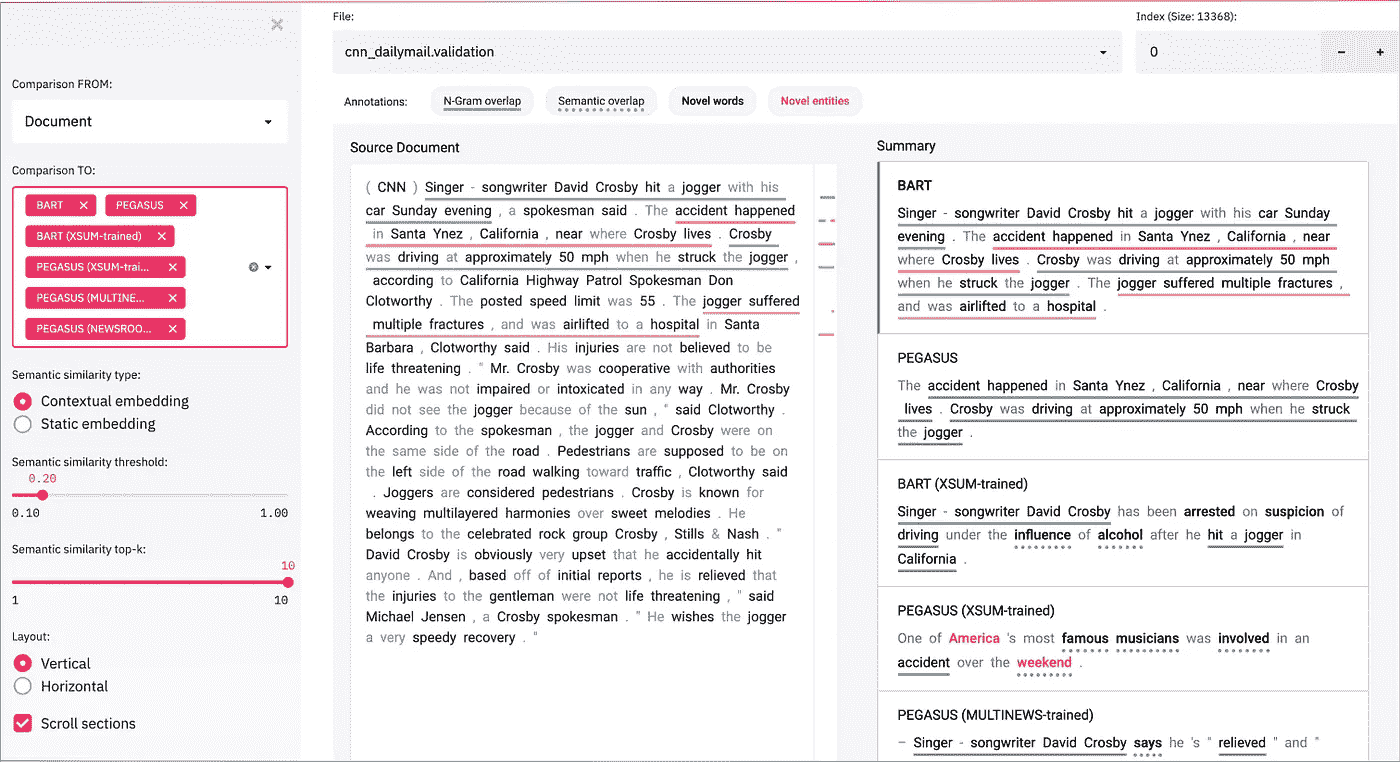 Comparison FROM:
Document
Comparison TO:
BART ✕ PEGASUS ✕
BART (XSUM-trained) ✕
PEGASUS (XSUM-trai... ✕
PEGASUS (MULTINE... ✕
PEGASUS (NEWSROO... ✕
Semantic similarity type:
Contextual embedding
Static embedding
Semantic similarity threshold:
0.20
0.10 1.00
Semantic similarity top-k:
10
1 10
Layout:
Vertical
Horizontal
Scroll sections
File:
cnn_dailymail.validation
Index (Size: 13368):
0 − +
Annotations: N-Gram overlap Semantic overlap Novel words Novel entities
Source Document
( CNN ) Singer - songwriter David Crosby hit a jogger with his
car Sunday evening , a spokesman said . The accident happened
in Santa Ynez , California , near where Crosby lives . Crosby
was driving at approximately 50 mph when he struck the jogger ,
according to California Highway Patrol Spokesman Don
Clotworthy . The posted speed limit was 55 . The jogger suffered
multiple fractures , and was airlifted to a hospital in Santa
Barbara , Clotworthy said . His injuries are not believed to be
life threatening . " Mr. Crosby was cooperative with authorities
and he was not impaired or intoxicated in any way . Mr. Crosby
did not see the jogger because of the sun , " said Clotworthy .
According to the spokesman , the jogger and Crosby were on
the same side of the road . Pedestrians are supposed to be on
the left side of the road walking toward traffic , Clotworthy said
. Joggers are considered pedestrians . Crosby is known for
weaving multilayered harmonies over sweet melodies . He
belongs to the celebrated rock group Crosby , Stills & Nash . "
David Crosby is obviously very upset that he accidentally hit
anyone . And , based off of initial reports , he is relieved that
the injuries to the gentleman were not life threatening , " said
Michael Jensen , a Crosby spokesman . " He wishes the jogger
a very speedy recovery . "
Summary
BART
Singer - songwriter David Crosby hit a jogger with his car Sunday
evening . The accident happened in Santa Ynez , California , near
where Crosby lives . Crosby was driving at approximately 50 mph
when he struck the jogger . The jogger suffered multiple fractures ,
and was airlifted to a hospital .
PEGASUS
The accident happened in Santa Ynez , California , near where Crosby
lives . Crosby was driving at approximately 50 mph when he struck
the jogger .
BART (XSUM-trained)
Singer - songwriter David Crosby has been arrested on suspicion of
driving under the influence of alcohol after he hit a jogger in
California .
PEGASUS (XSUM-trained)
One of America 's most famous musicians was involved in an
accident over the weekend .
PEGASUS (MULTINEWS-trained)
– Singer - songwriter David Crosby says he 's " relieved " and "